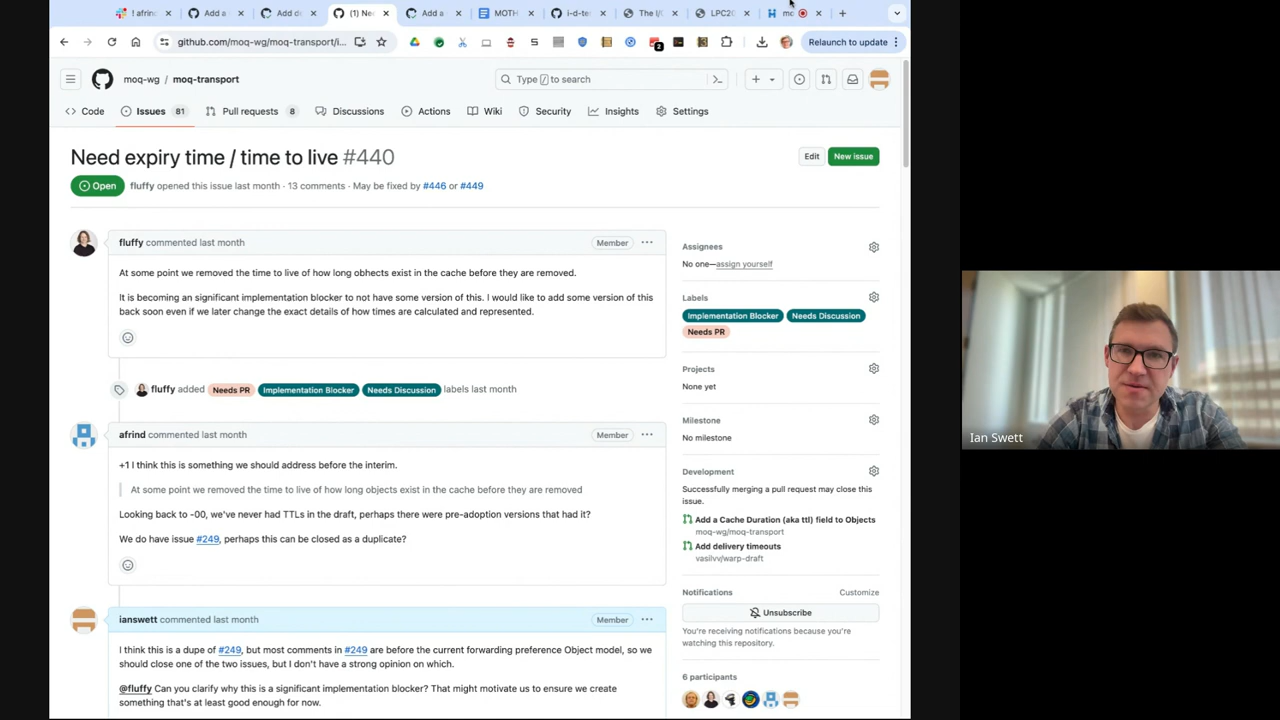 ! afrin
Add a
Add de
(1) Ne
Add a
MOTH
i-d-ter
The I/
LPC20
mo
github.com/moq-wg/moq-transport/i...
2
Relaunch to update
moq-wg / moq-transport
Type / to search
Code
Issues 81
Pull requests 8
Discussions
Actions
Wiki
Security
Insights
Settings
Need expiry time / time to live #440
Edit
New issue
Open
fluffy opened this issue last month · 13 comments · May be fixed by #446 or #449
fluffy commented last month
Member
At some point we removed the time to live of how long obhects exist in the cache before they are removed.
It is becoming an significant implementation blocker to not have some version of this. I would like to add some version of this
back soon even if we later change the exact details of how times are calculated and represented.
fluffy added Needs PR Implementation Blocker Needs Discussion labels last month
afrind commented last month
Member
+1 I think this is something we should address before the interim.
At some point we removed the time to live of how long objects exist in the cache before they are removed
Looking back to -00, we've never had TTLs in the draft, perhaps there were pre-adoption versions that had it?
We do have issue #249, perhaps this can be closed as a duplicate?
ianswett commented last month
Member
I think this is a dupe of #249, but most comments in #249 are before the current forwarding preference Object model, so we
should close one of the two issues, but I don't have a strong opinion on which.
@fluffy Can you clarify why this is a significant implementation blocker? That might motivate us to ensure we create
something that's at least good enough for now.
Assignees
No one—assign yourself
Labels
Implementation Blocker
Needs Discussion
Needs PR
Projects
None yet
Milestone
No milestone
Development
Successfully merging a pull request may close this
issue.
Add a Cache Duration (aka ttl) field to Objects
moq-wg/moq-transport
Add delivery timeouts
vasilvv/warp-draft
Notifications
Customize
Unsubscribe
You're receiving notifications because you're
watching this repository.
6 participants
Ian Swett